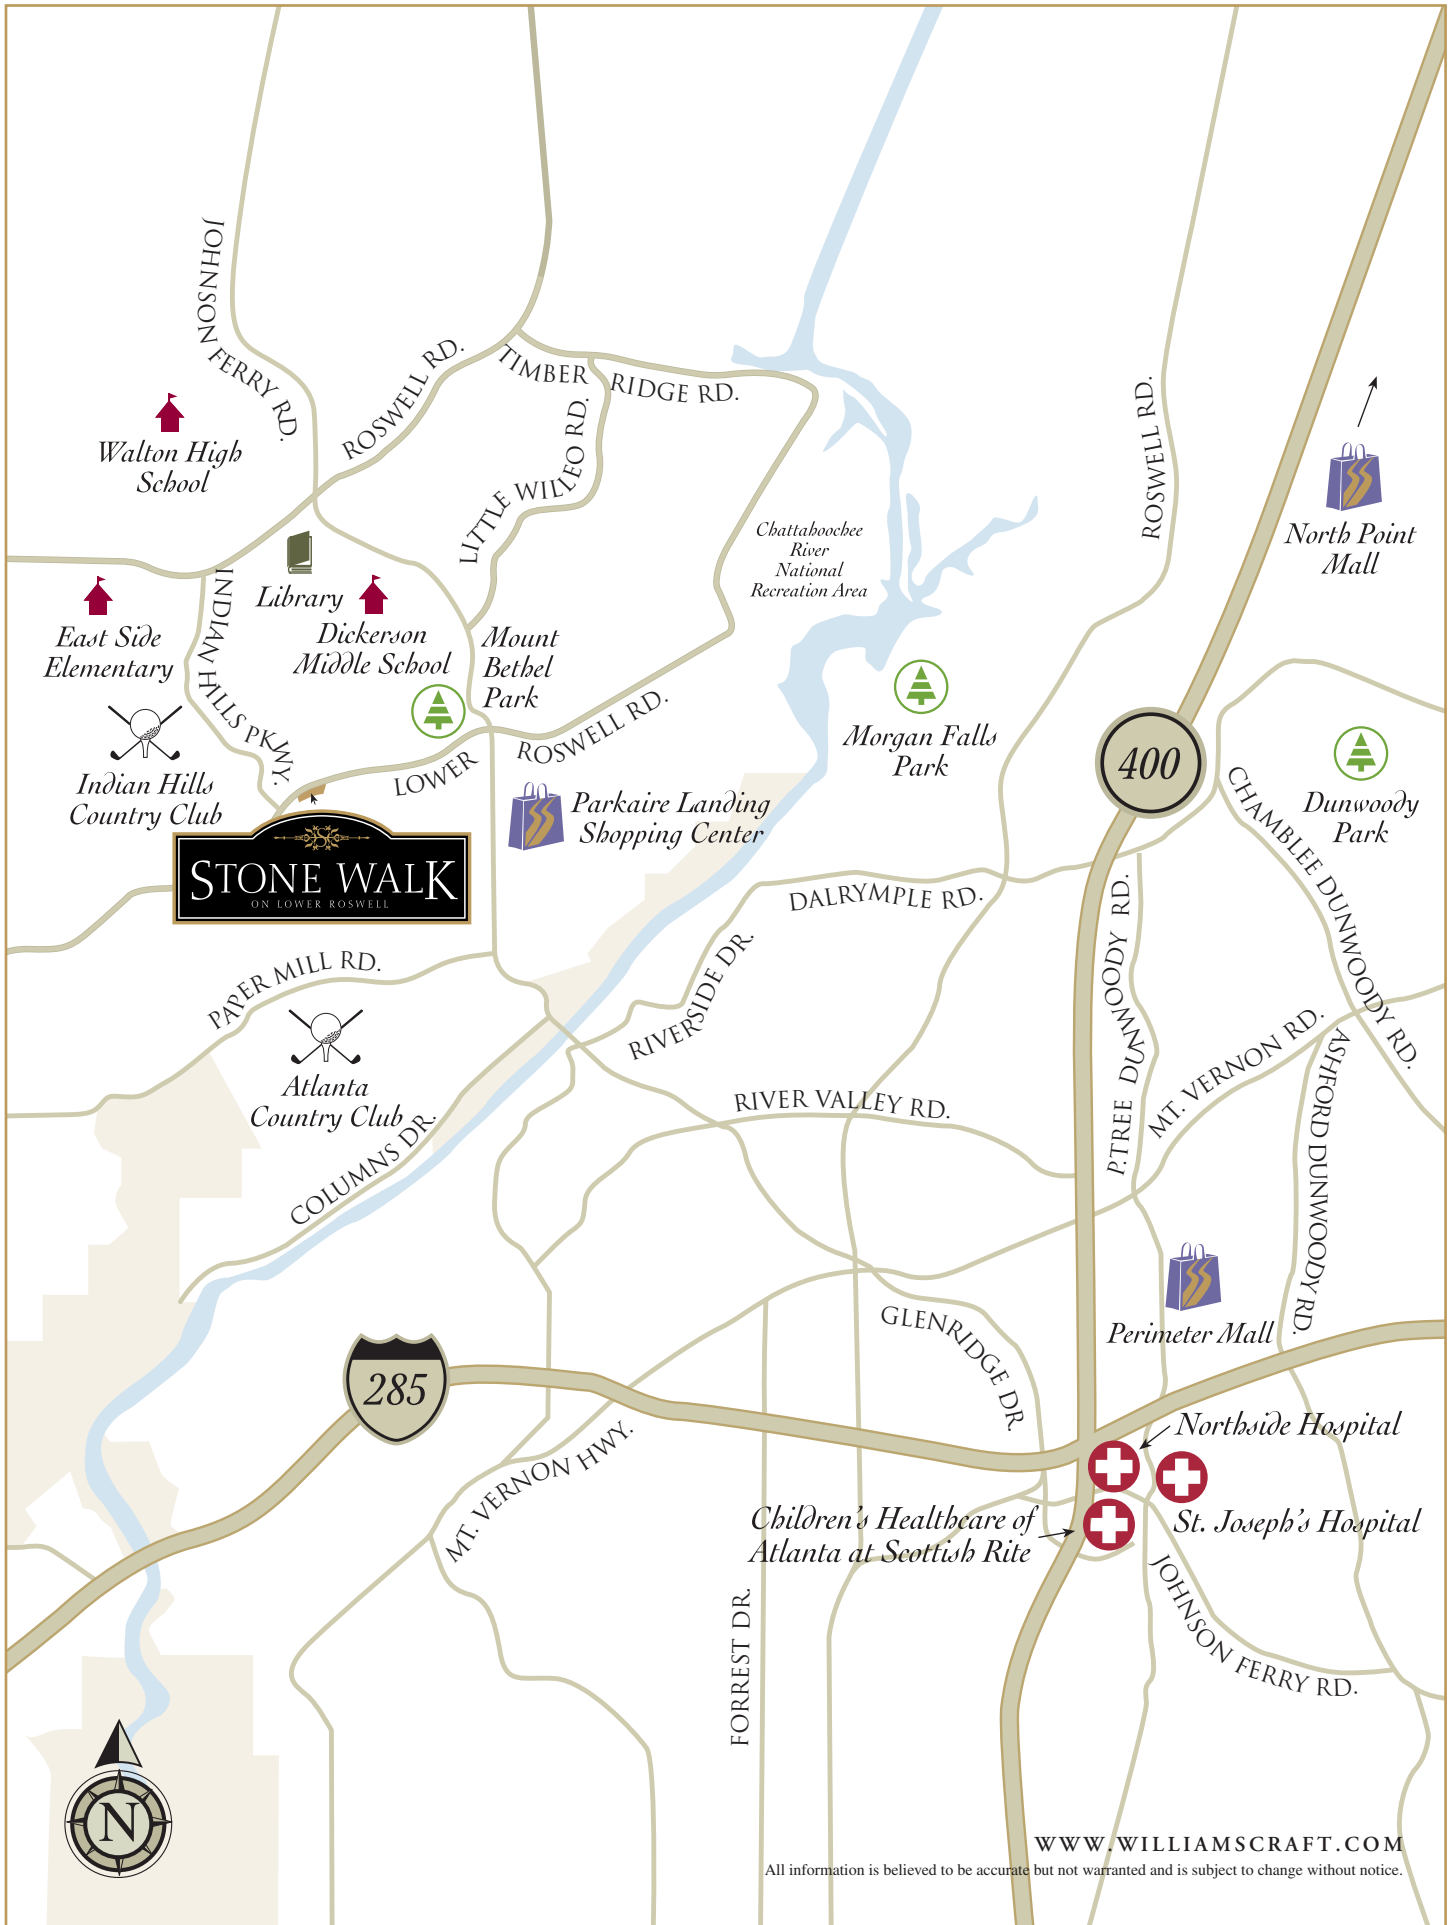 JOHNSON FERRY RD.
ROSWELL RD.
TIMBER RIDGE RD.
LITTLE WILLEO RD.
ROSWELL RD.
Walton High
School
Chattahoochee
River
National
Recreation Area
North Point
Mall
Library
East Side
Elementary
INDIAN HILLS PKWY.
Dickerson
Middle School
Mount
Bethel
Park
LOWER ROSWELL RD.
Morgan Falls
Park
400
Indian Hills
Country Club
Parkaire Landing
Shopping Center
Dunwoody
Park
CHAMBLEE DUNWOODY RD.
S
STONE WALK
ON LOWER ROSWELL
DALRYMPLE RD.
P.TREE DUNWOODY RD.
PAPER MILL RD.
RIVERSIDE DR.
MT. VERNON RD.
ASHFORD DUNWOODY RD.
Atlanta
Country Club
COLUMNS DR.
RIVER VALLEY RD.
GLENRIDGE DR.
Perimeter Mall
285
MT. VERNON HWY.
Northside Hospital
Children's Healthcare of
Atlanta at Scottish Rite
St. Joseph's Hospital
JOHNSON FERRY RD.
FORREST DR.
N
WWW.WILLIAMSCRAFT.COM
All information is believed to be accurate but not warranted and is subject to change without notice.